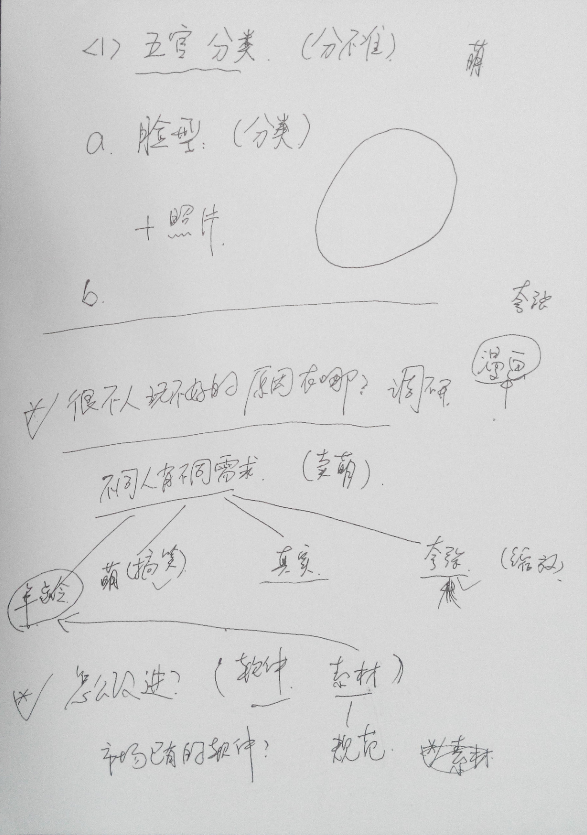 <1> 五官分类. (分不准)
萌
a. 脸型. (分类)
+ 照片.
b.
夸张
漫画
很不人玩不好的原因在哪? 调研
不同人有不同需求. (卖萌).
年龄 萌(搞笑) 真实. 夸张 (缩放)
怎么改进? (软件. 素材)
市场已有的软件? 规范. 素材